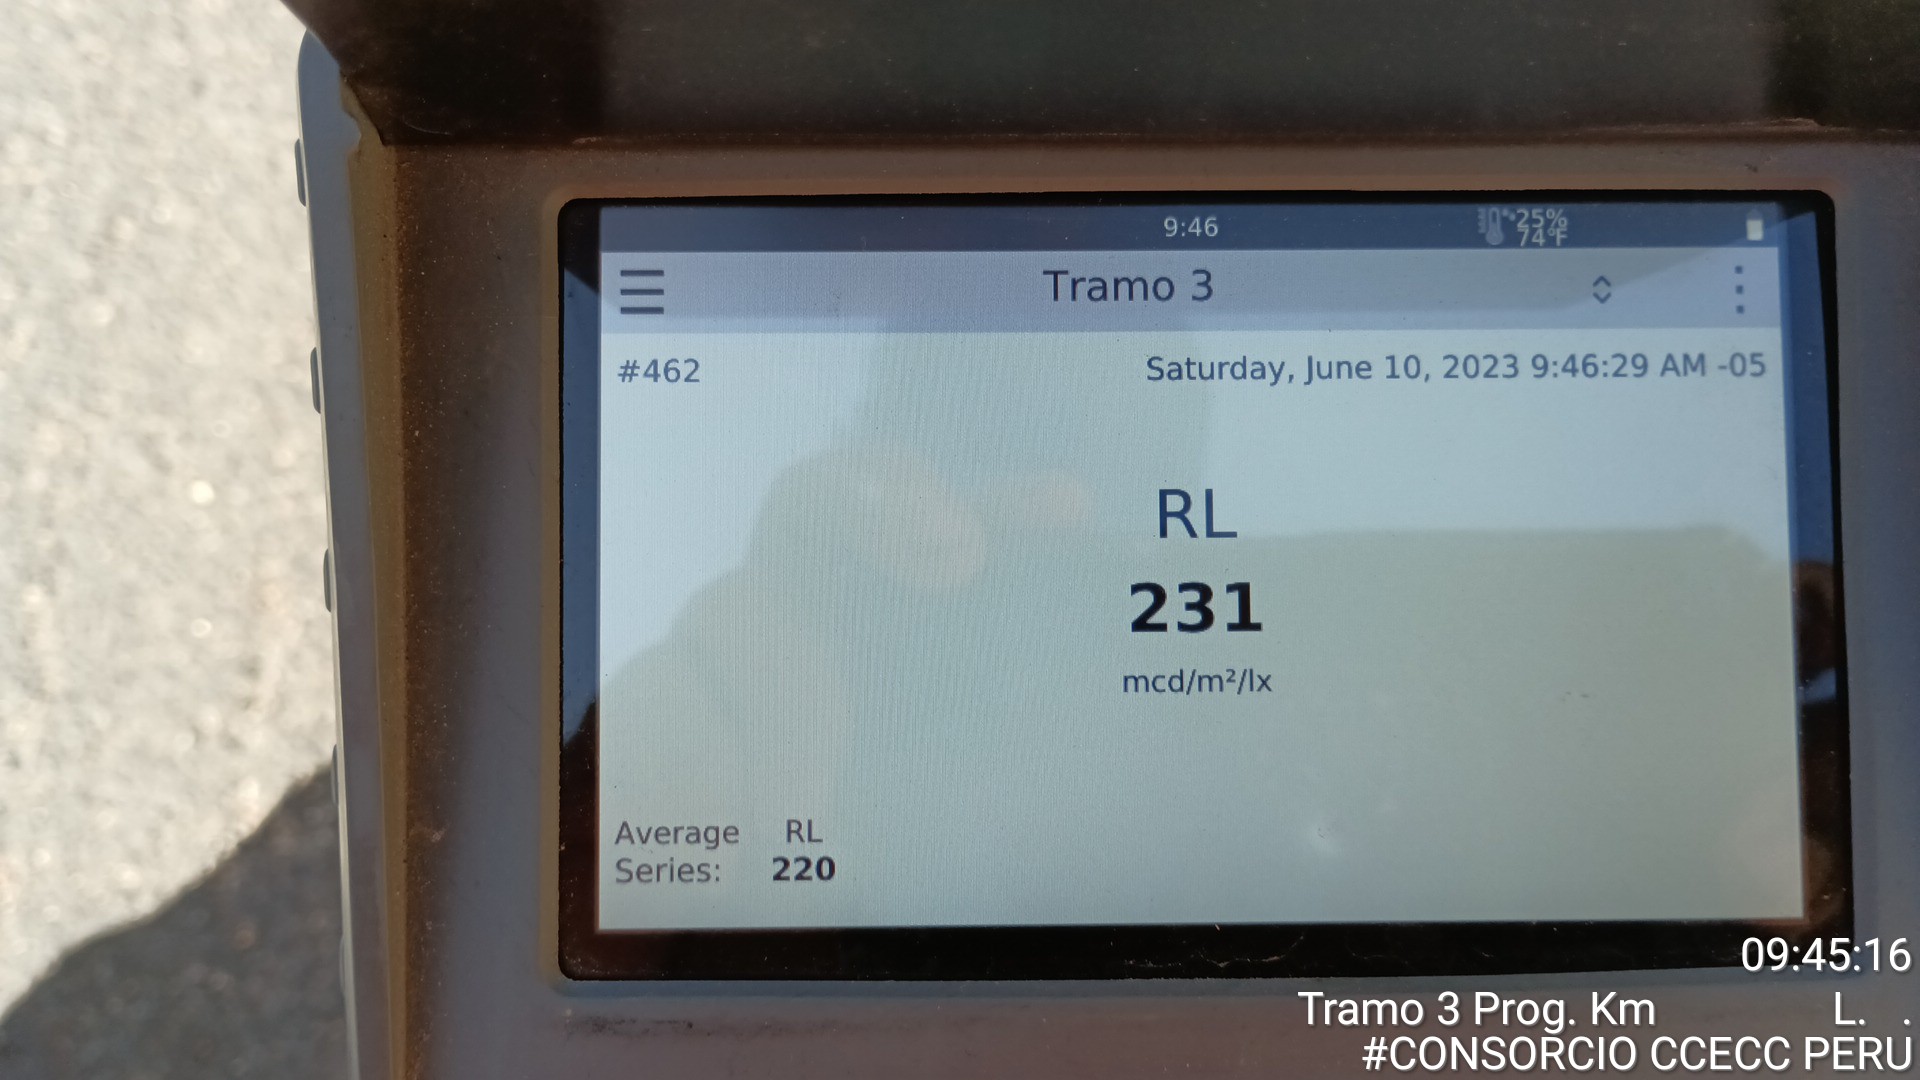 9:46
25%
74°F
Tramo 3
#462
Saturday, June 10, 2023 9:46:29 AM -05
RL
231
mcd/m²/lx
Average RL
Series: 220
09:45:16
Tramo 3 Prog. Km L. .
#CONSORCIO CCECC PERU